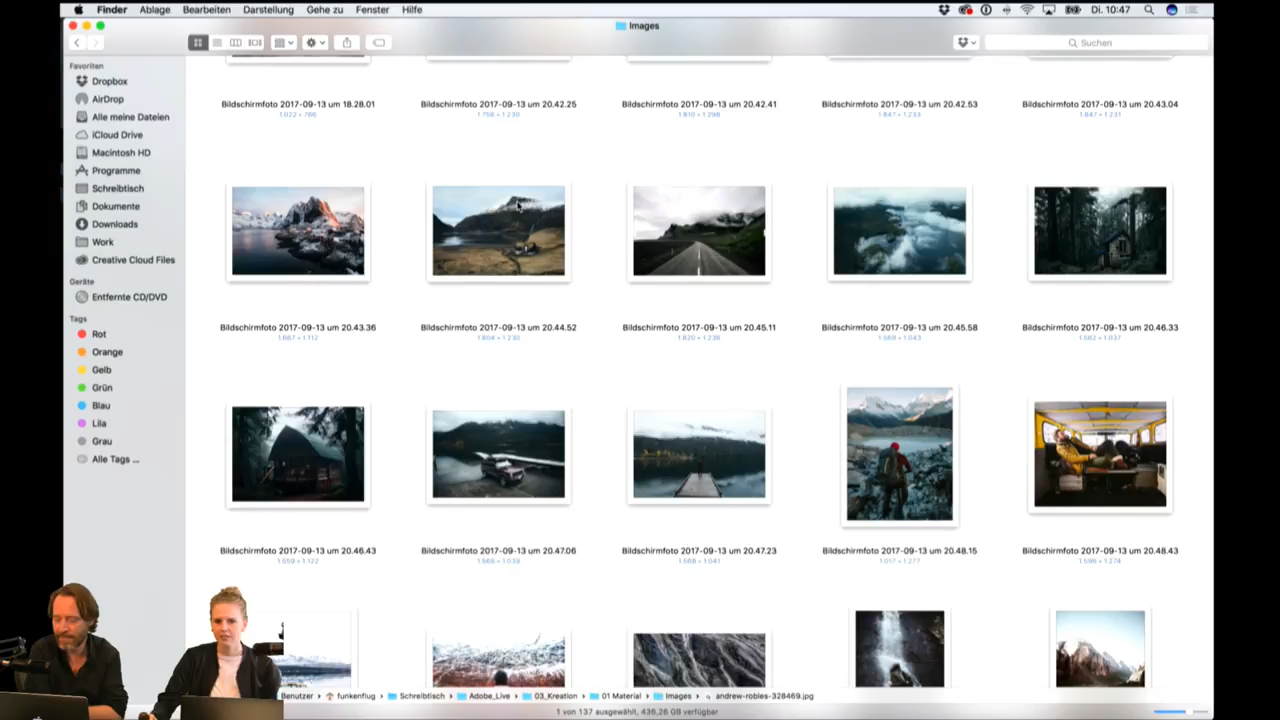 Finder Ablage Bearbeiten Darstellung Gehe zu Fenster Hilfe Di. 10:47
Images
Suchen
Favoriten
Dropbox
AirDrop
Alle meine Dateien
iCloud Drive
Macintosh HD
Programme
Schreibtisch
Dokumente
Downloads
Work
Creative Cloud Files
Geräte
Entfernte CD/DVD
Tags
Rot
Orange
Gelb
Grün
Blau
Lila
Grau
Alle Tags ...
Bildschirmfoto 2017-09-13 um 18.28.01 Bildschirmfoto 2017-09-13 um 20.42.25 Bildschirmfoto 2017-09-13 um 20.42.41 Bildschirmfoto 2017-09-13 um 20.42.53 Bildschirmfoto 2017-09-13 um 20.43.04
Bildschirmfoto 2017-09-13 um 20.43.36 Bildschirmfoto 2017-09-13 um 20.44.52 Bildschirmfoto 2017-09-13 um 20.45.11 Bildschirmfoto 2017-09-13 um 20.45.58 Bildschirmfoto 2017-09-13 um 20.46.33
Bildschirmfoto 2017-09-13 um 20.46.43 Bildschirmfoto 2017-09-13 um 20.47.06 Bildschirmfoto 2017-09-13 um 20.47.23 Bildschirmfoto 2017-09-13 um 20.48.15 Bildschirmfoto 2017-09-13 um 20.48.43
Benutzer funkenflug Schreibtisch Adobe_Live 03_Kreation 01 Material Images andrew-robles-328469.jpg
1 von 137 ausgewählt, 436,26 GB verfügbar